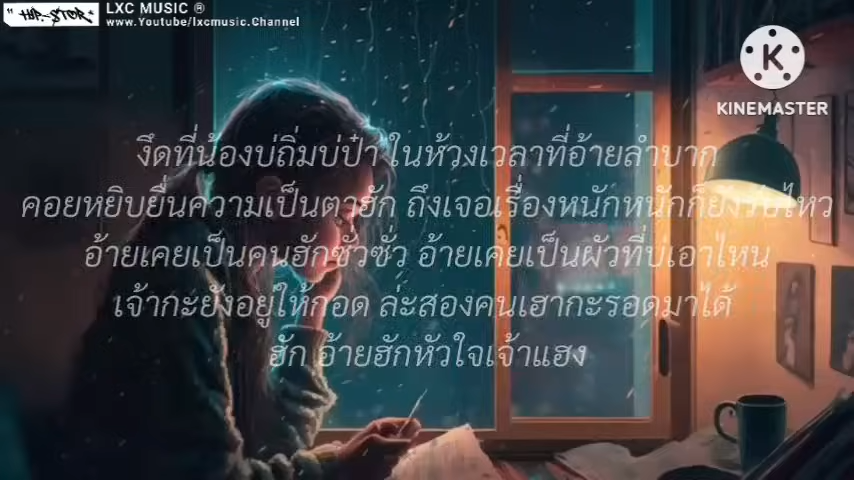 HIP-STOR
LXC MUSIC ®
www.Youtube/lxcmusic.Channel
KINEMASTER
งึดที่น้องบ่ถิ่มบ่ป๋า ในห้วงเวลาที่อ้ายลำบาก
คอยหยิบยื่นความเป็นตาฮัก ถึงเจอเรื่องหนักหนักก็ยังรับไหว
อ้ายเคยเป็นคนฮักซัวซัว อ้ายเคยเป็นผัวที่บ่เอาไหน
เจ้ากะยังอยู่ให้กอด ล่ะสองคนเฮากะรอดมาได้
ฮัก อ้ายฮักหัวใจเจ้าแฮง